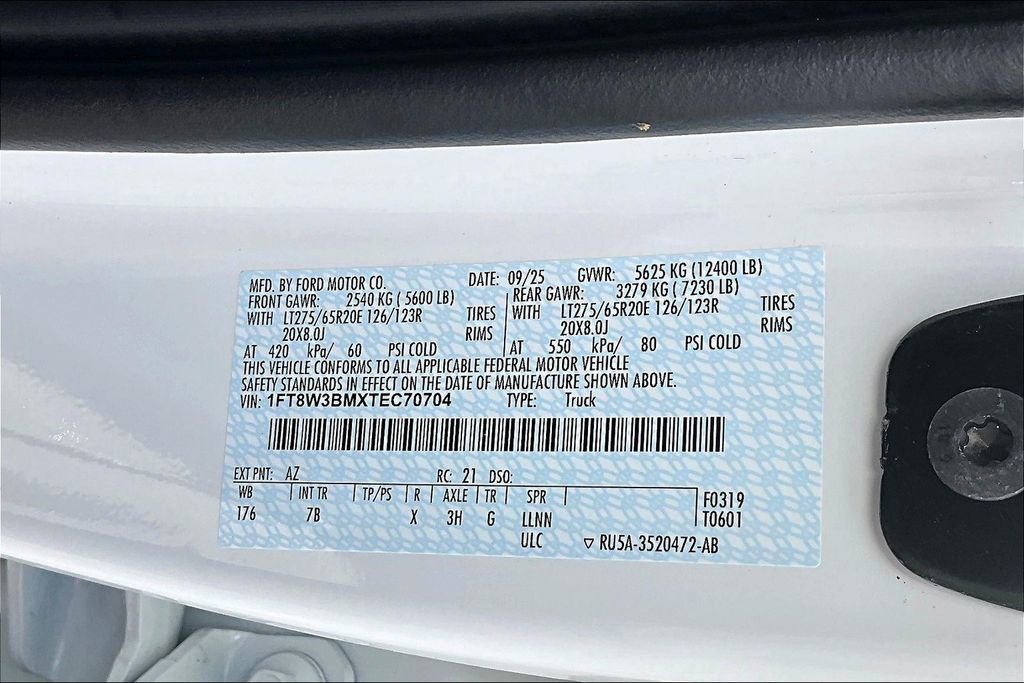 MFD. BY FORD MOTOR CO. DATE: 09/25 GVWR: 5625 KG (12400 LB)
FRONT GAWR: 2540 KG ( 5600 LB) REAR GAWR: 3279 KG ( 7230 LB)
WITH LT275/65R20E 126/123R TIRES WITH LT275/65R20E 126/123R TIRES
20X8.0J RIMS 20X8.0J RIMS
AT 420 kPa/ 60 PSI COLD AT 550 kPa/ 80 PSI COLD
THIS VEHICLE CONFORMS TO ALL APPLICABLE FEDERAL MOTOR VEHICLE
SAFETY STANDARDS IN EFFECT ON THE DATE OF MANUFACTURE SHOWN ABOVE.
VIN: 1FT8W3BMXTEC70704 TYPE: Truck
EXT PNT: AZ RC: 21 DSO:
WB INT TR TP/PS R AXLE TR SPR F0319
176 7B X 3H G LLNN T0601
ULC ▽ RU5A-3520472-AB